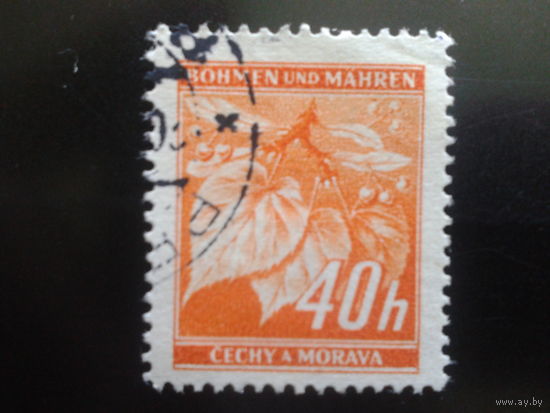 BÖHMEN UND MÄHREN
40h
ČECHY A MORAVA
www.ay.by